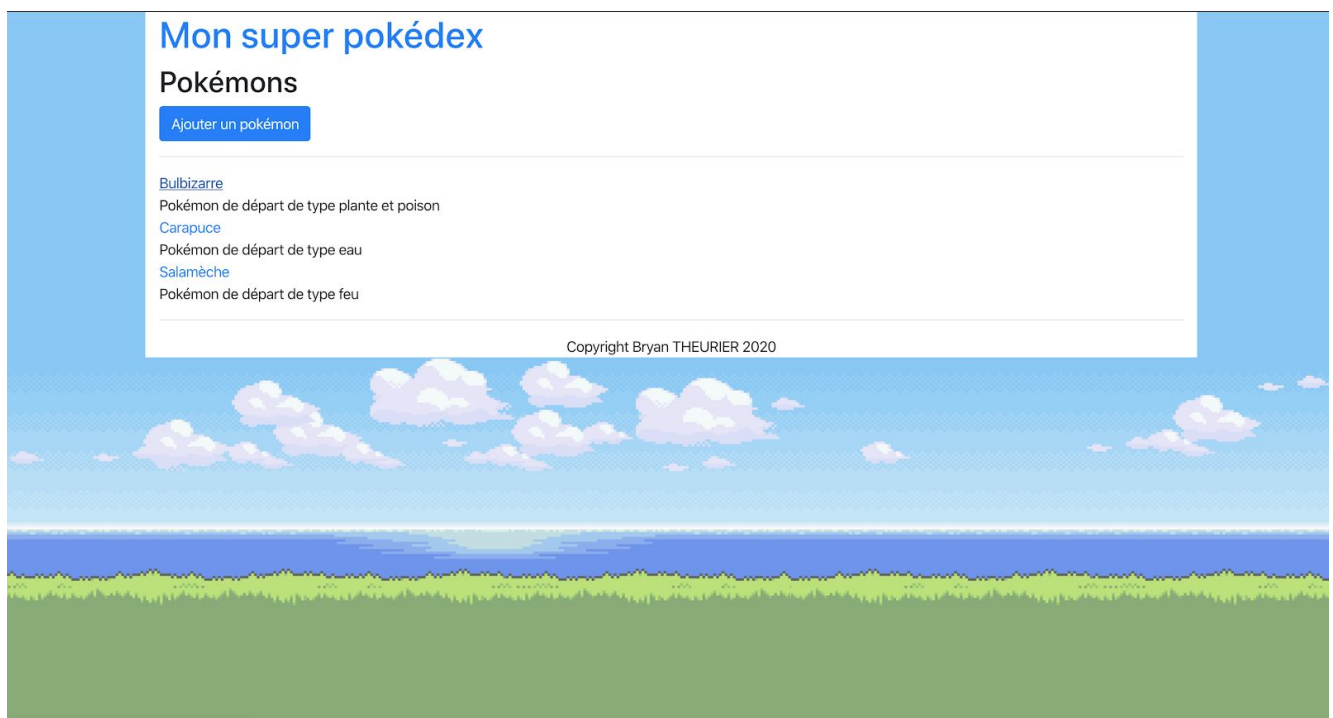 Mon super pokédex
Pokémons
Ajouter un pokémon
Bulbizarre
Pokémon de départ de type plante et poison
Carapuce
Pokémon de départ de type eau
Salamèche
Pokémon de départ de type feu
Copyright Bryan THEURIER 2020